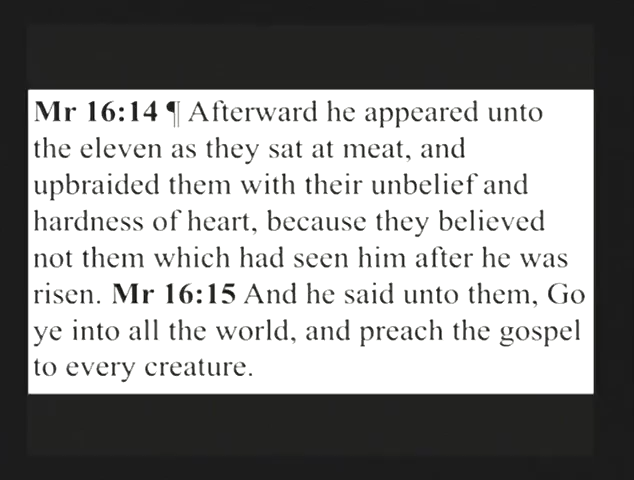 Mr 16:14 ¶ Afterward he appeared unto
the eleven as they sat at meat, and
upbraided them with their unbelief and
hardness of heart, because they believed
not them which had seen him after he was
risen. Mr 16:15 And he said unto them, Go
ye into all the world, and preach the gospel
to every creature.